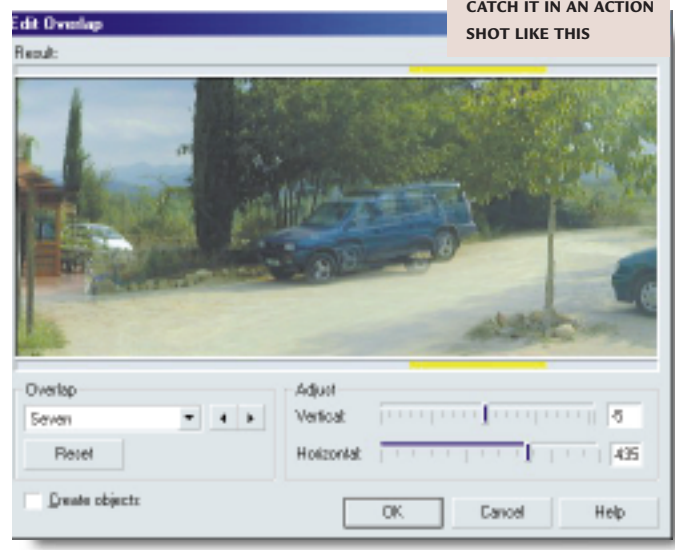 CATCH IT IN AN ACTION
SHOT LIKE THIS
Edit Overlap
Result:
Overlap
Seven
Reset
Create objects
Adjust
Vertical: -5
Horizontal: -435
OK Cancel Help